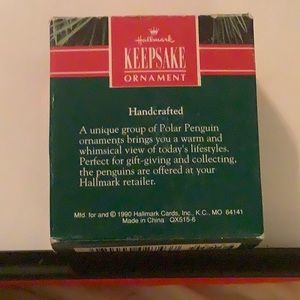 Hallmark
KEEPSAKE
ORNAMENT
Handcrafted
A unique group of Polar Penguin
ornaments brings you a warm and
whimsical view of today's lifestyles.
Perfect for gift-giving and collecting,
the penguins are offered at your
Hallmark retailer.
Mfd. for and © 1990 Hallmark Cards, Inc., K.C., MO 64141
Made in China QX515-6